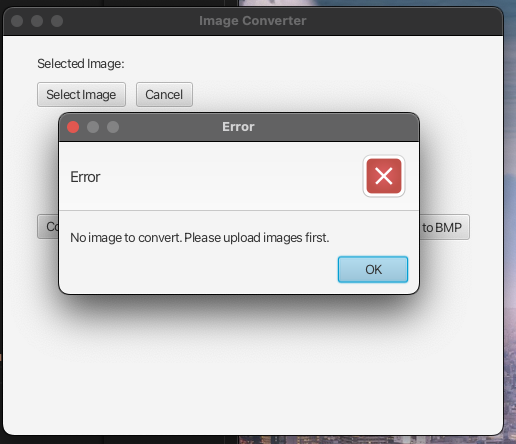 Image Converter
Selected Image:
Select Image
Cancel
Error
Error
No image to convert. Please upload images first.
OK
to BMP